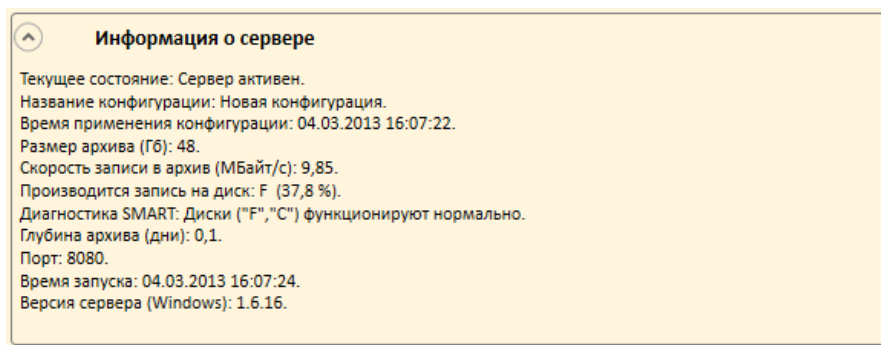 Информация о сервере
Текущее состояние: Сервер активен.
Название конфигурации: Новая конфигурация.
Время применения конфигурации: 04.03.2013 16:07:22.
Размер архива (Гб): 48.
Скорость записи в архив (МБайт/с): 9,85.
Производится запись на диск: F  (37,8 %).
Диагностика SMART: Диски ("F","C") функционируют нормально.
Глубина архива (дни): 0,1.
Порт: 8080.
Время запуска: 04.03.2013 16:07:24.
Версия сервера (Windows): 1.6.16.